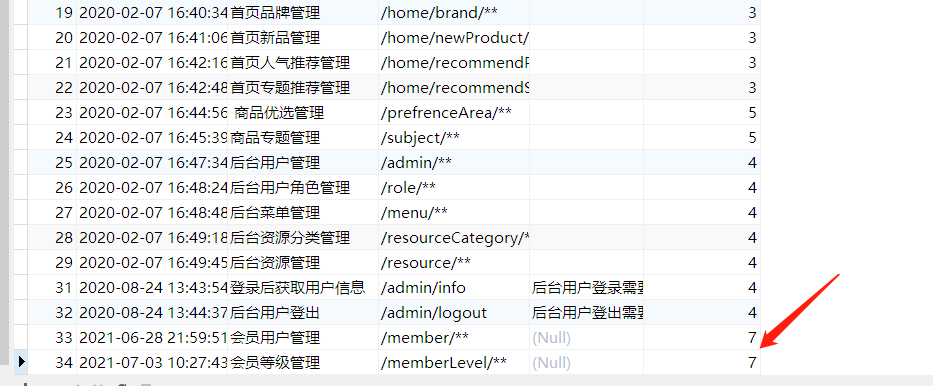 19 2020-02-07 16:40:34 首页品牌管理 /home/brand/** 3
20 2020-02-07 16:41:06 首页新品管理 /home/newProduct/ 3
21 2020-02-07 16:42:16 首页人气推荐管理 /home/recommendP 3
22 2020-02-07 16:42:48 首页专题推荐管理 /home/recommendS 3
23 2020-02-07 16:44:56 商品优选管理 /prefrenceArea/** 5
24 2020-02-07 16:45:39 商品专题管理 /subject/** 5
25 2020-02-07 16:47:34 后台用户管理 /admin/** 4
26 2020-02-07 16:48:24 后台用户角色管理 /role/** 4
27 2020-02-07 16:48:48 后台菜单管理 /menu/** 4
28 2020-02-07 16:49:18 后台资源分类管理 /resourceCategory/* 4
29 2020-02-07 16:49:45 后台资源管理 /resource/** 4
31 2020-08-24 13:43:54 登录后获取用户信息 /admin/info 后台用户登录需要 4
32 2020-08-24 13:44:37 后台用户登出 /admin/logout 后台用户登出需要 4
33 2021-06-28 21:59:51 会员用户管理 /member/** (Null) 7
34 2021-07-03 10:27:43 会员等级管理 /memberLevel/** (Null) 7